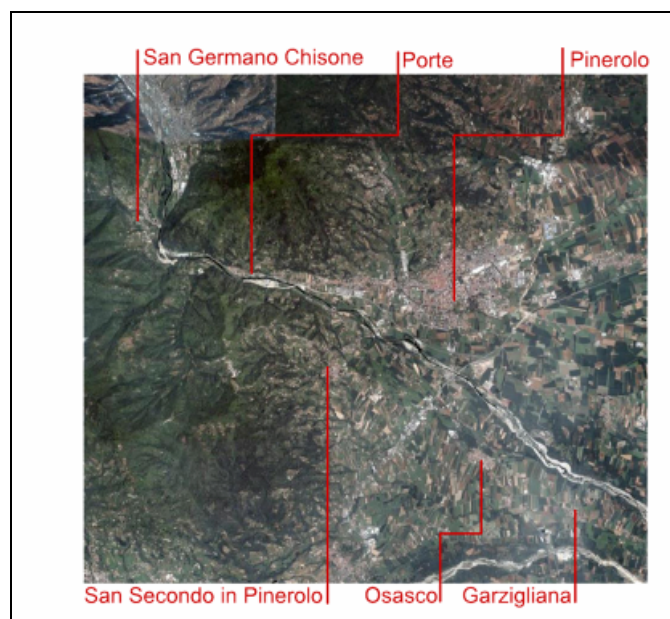 San Germano Chisone
Porte
Pinerolo
San Secondo in Pinerolo
Osasco
Garzigliana